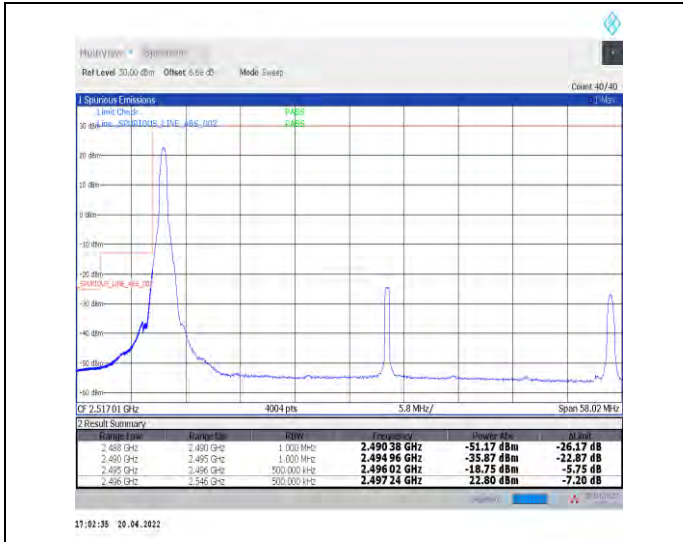 MultiView Spectrum
Ref Level 30.00 dBm Offset 6.68 dB Mode Sweep
Count 40/40
1 Spurious Emissions
1 Max
Limit Check PASS
30 dBm Line _SPURIOUS_LINE_ABS_002 PASS
20 dBm
10 dBm
0 dBm
-10 dBm
-20 dBm
_SPURIOUS_LINE_ABS_00
-30 dBm
-40 dBm
-50 dBm
-60 dBm
CF 2.51701 GHz 4004 pts 5.8 MHz/ Span 58.02 MHz
2 Result Summary
Range Low Range Up RBW Frequency Power Abs ΔLimit
2.488 GHz 2.490 GHz 1.000 MHz 2.490 38 GHz -51.17 dBm -26.17 dB
2.490 GHz 2.495 GHz 1.000 MHz 2.494 96 GHz -35.87 dBm -22.87 dB
2.495 GHz 2.496 GHz 500.000 kHz 2.496 02 GHz -18.75 dBm -5.75 dB
2.496 GHz 2.546 GHz 500.000 kHz 2.497 24 GHz 22.80 dBm -7.20 dB
17:02:35 20.04.2022